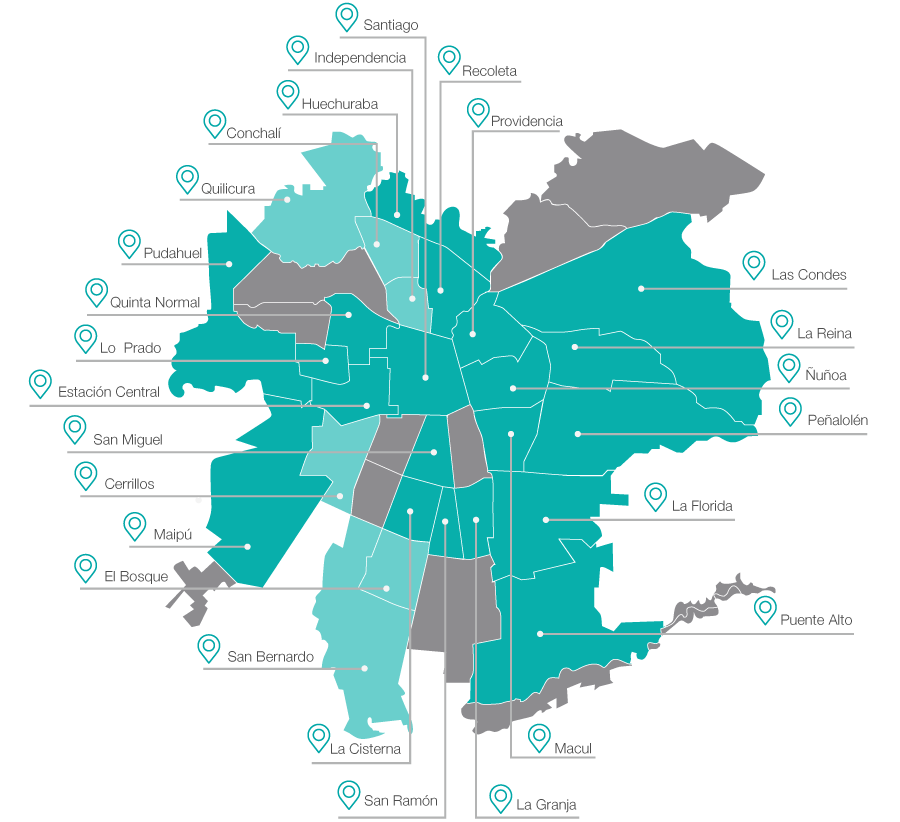 Santiago
Independencia
Recoleta
Huechuraba
Providencia
Conchalí
Quilicura
Pudahuel
Las Condes
Quinta Normal
La Reina
Lo Prado
Ñuñoa
Estación Central
Peñalolén
San Miguel
Cerrillos
La Florida
Maipú
El Bosque
Puente Alto
San Bernardo
La Cisterna
Macul
San Ramón
La Granja